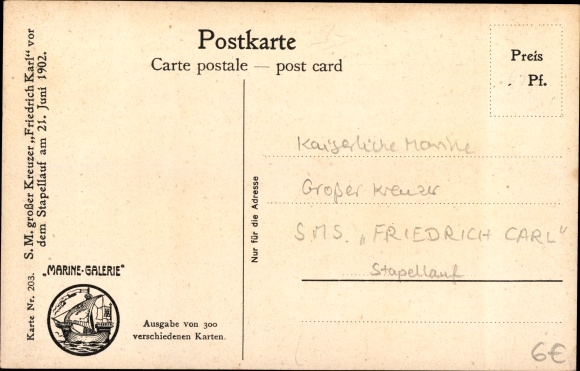 Postkarte
Carte postale — post card
Preis
Pf.
Karte Nr. 203. S. M. großer Kreuzer „Friedrich Karl“ vor
dem Stapellauf am 21. Juni 1902.
„MARINE-GALERIE“
Ausgabe von 300
verschiedenen Karten.
Nur für die Adresse
Kaiserliche Marine
Großer Kreuzer
S.M.S. „FRIEDRICH CARL“
Stapellauf
6€